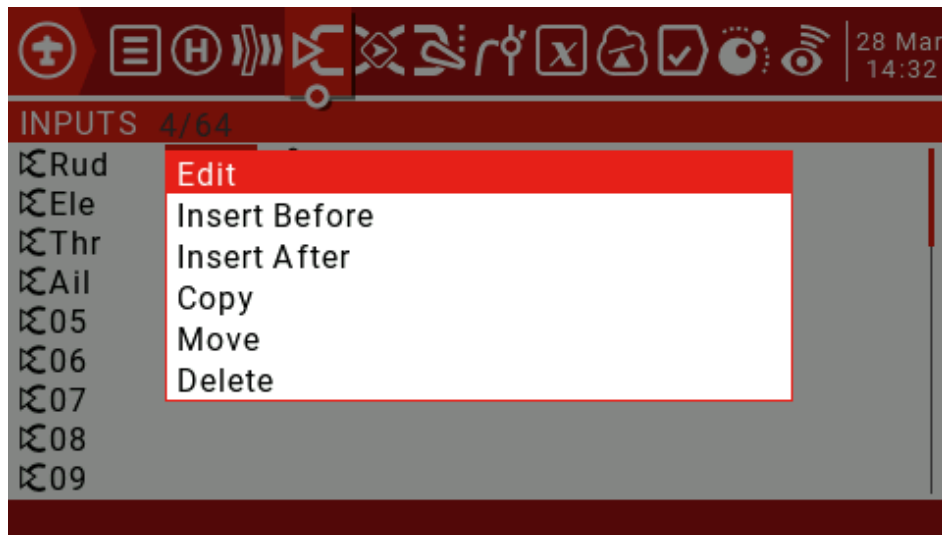 28 Mar
14:32
INPUTS 4/64
Rud
Ele
Thr
Ail
05
06
07
08
09
Edit
Insert Before
Insert After
Copy
Move
Delete